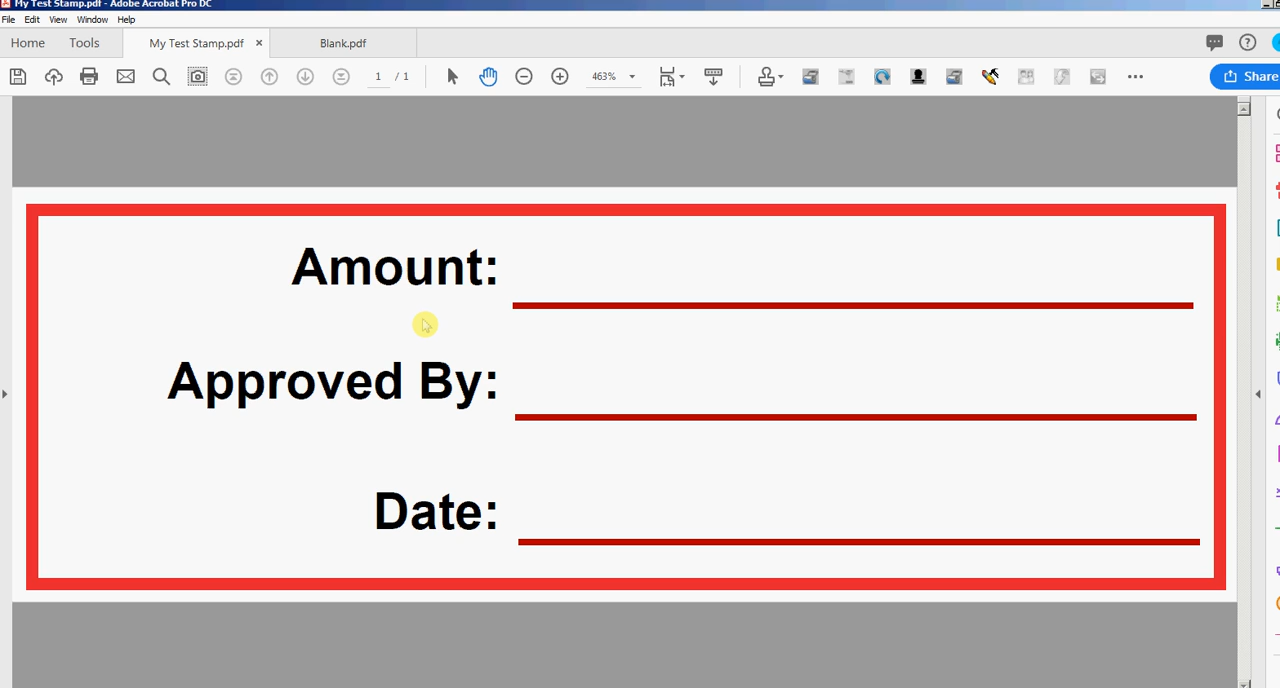 My Test Stamp.pdf - Adobe Acrobat Pro DC
File Edit View Window Help
Home Tools My Test Stamp.pdf × Blank.pdf
1 / 1 463% Share
Amount:
Approved By:
Date: